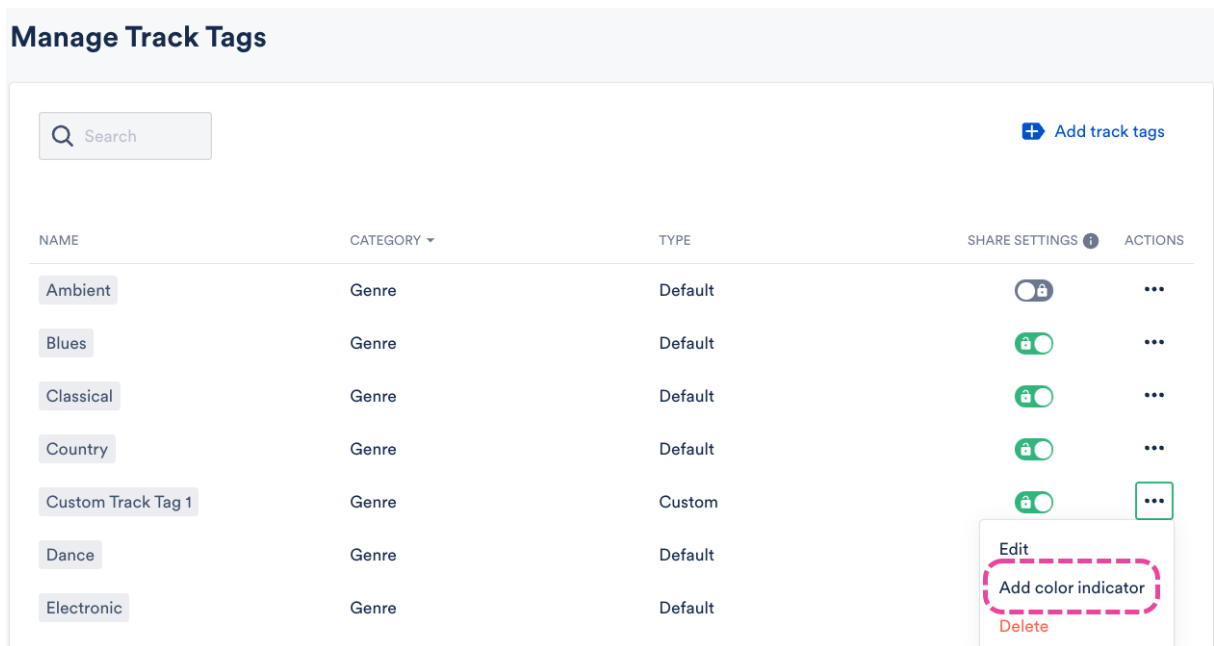 Manage Track Tags
Search
Add track tags
NAME CATEGORY TYPE SHARE SETTINGS ACTIONS
Ambient Genre Default
Blues Genre Default
Classical Genre Default
Country Genre Default
Custom Track Tag 1 Genre Custom
Edit
Dance Genre Default
Add color indicator
Electronic Genre Default
Delete